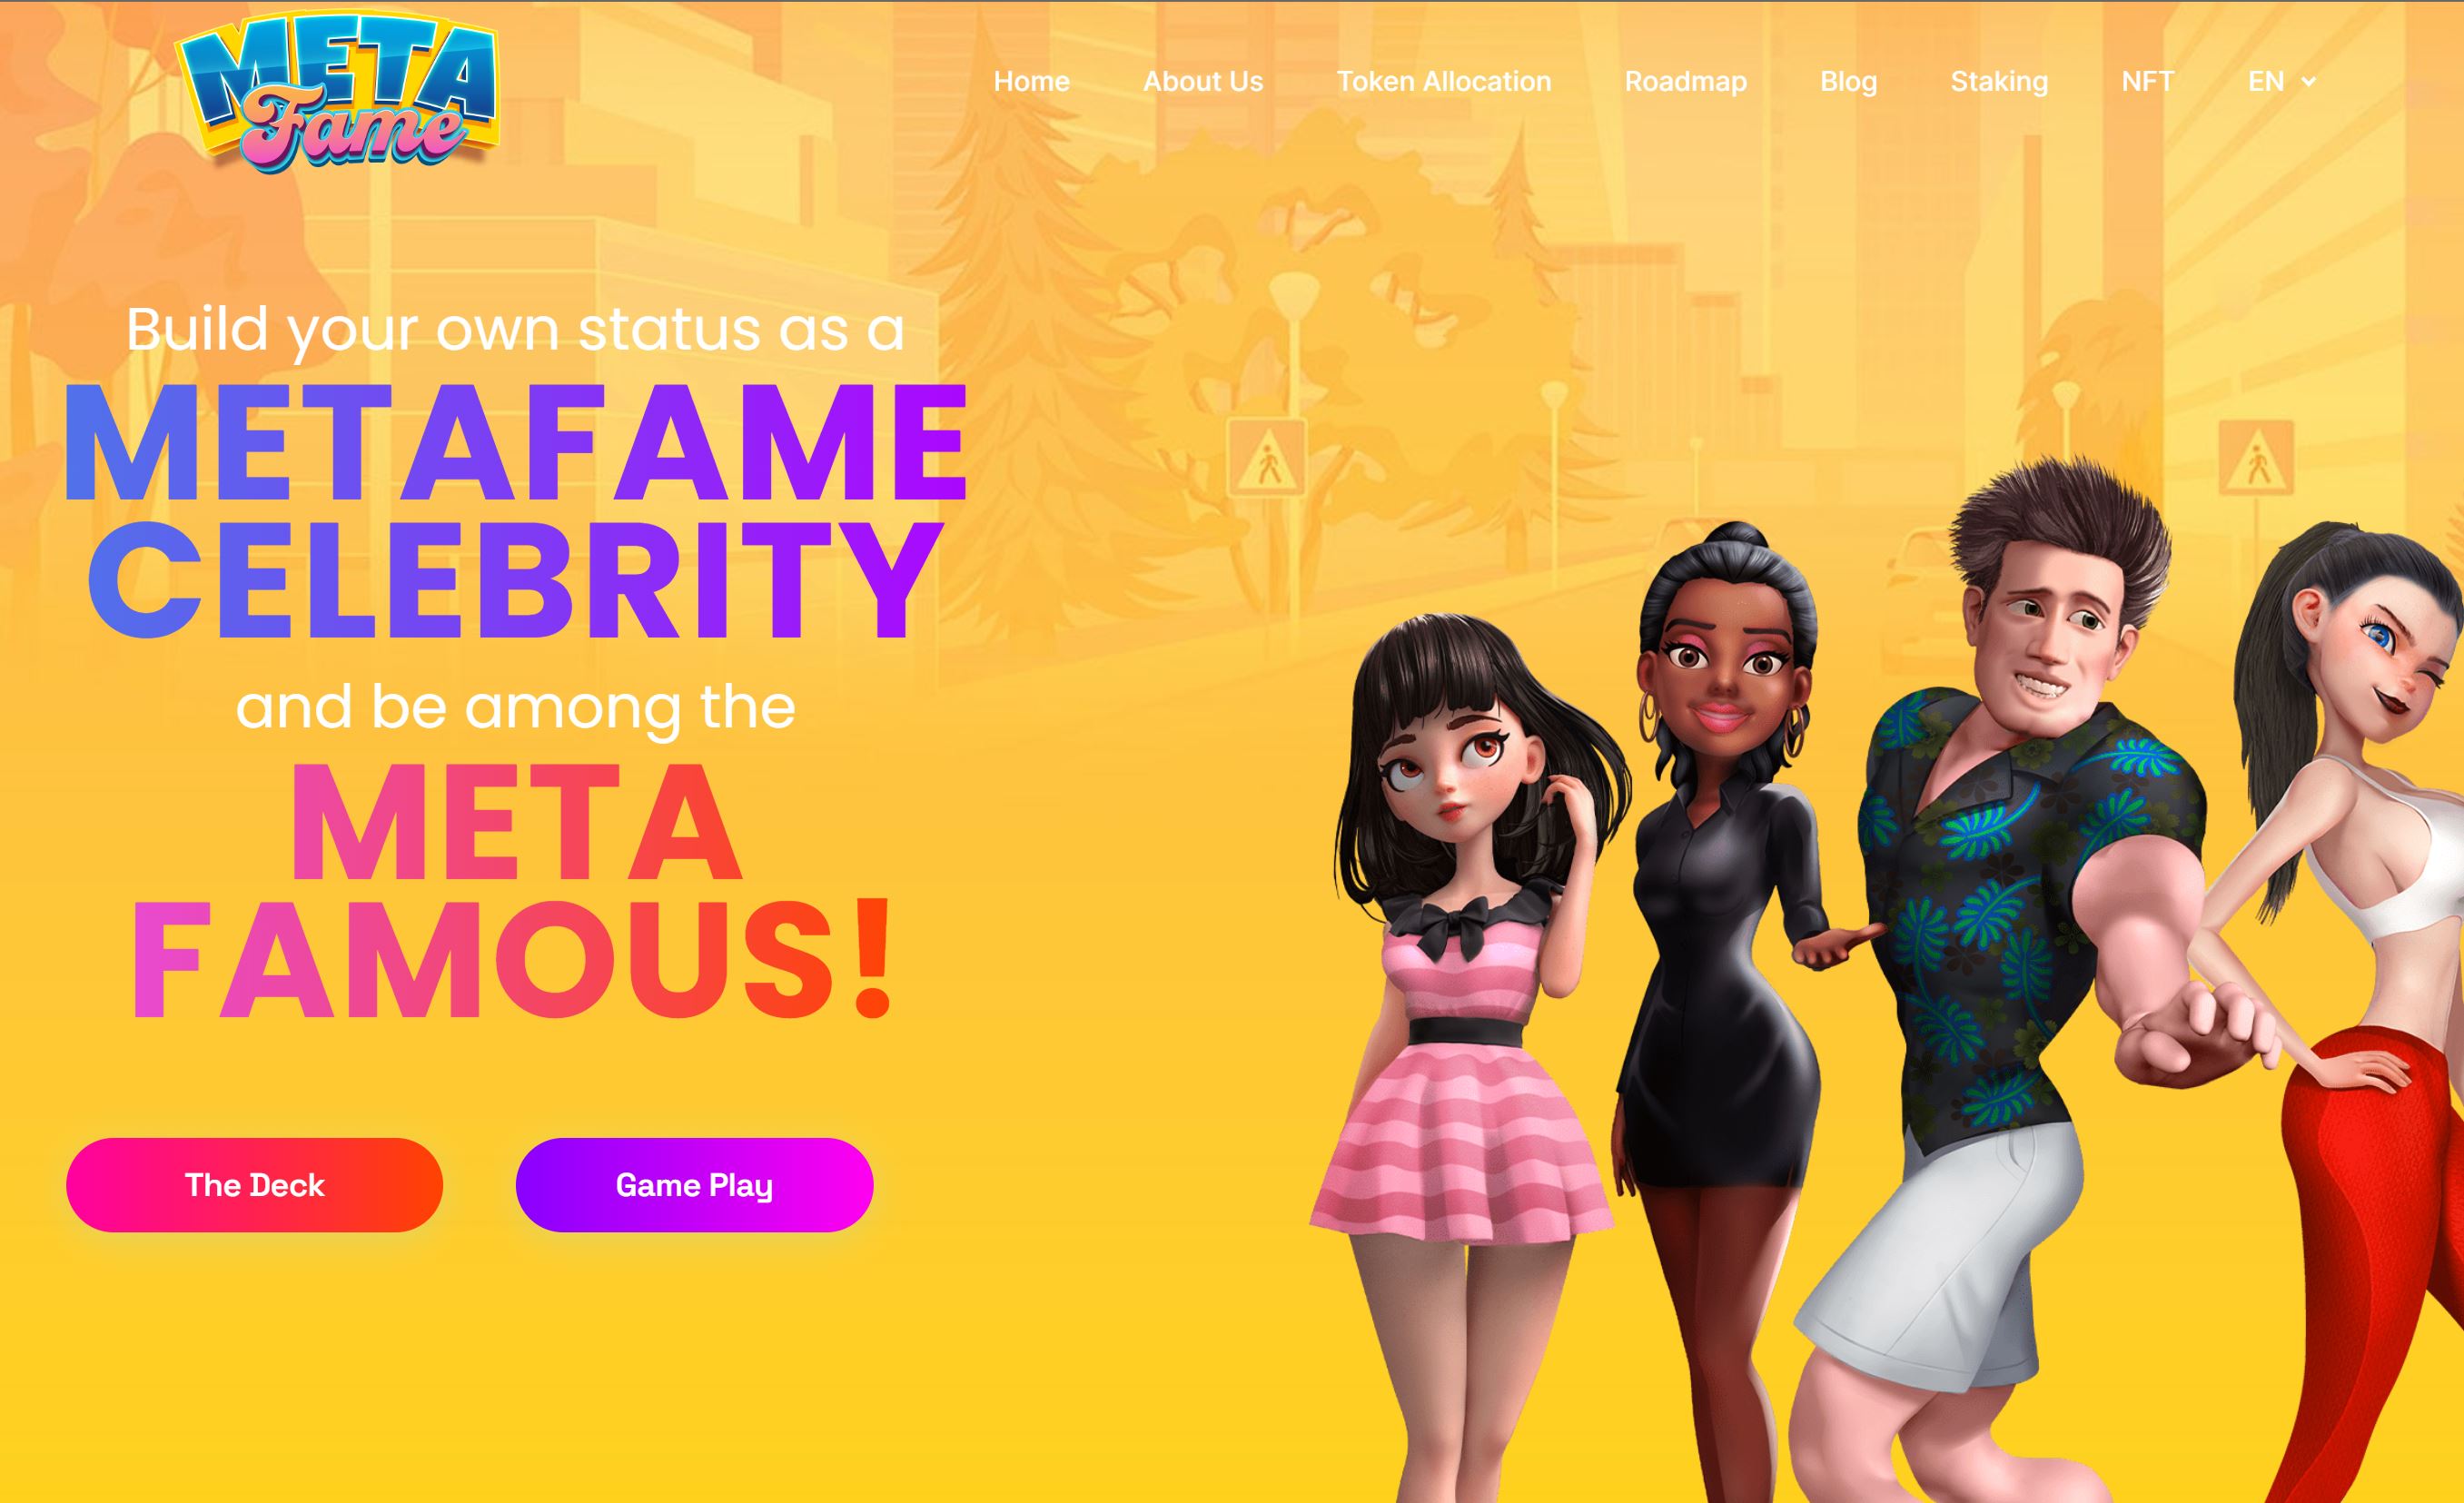 META
Fame
Home About Us Token Allocation Roadmap Blog Staking NFT EN
Build your own status as a
METAFAME
CELEBRITY
and be among the
META
FAMOUS!
The Deck Game Play